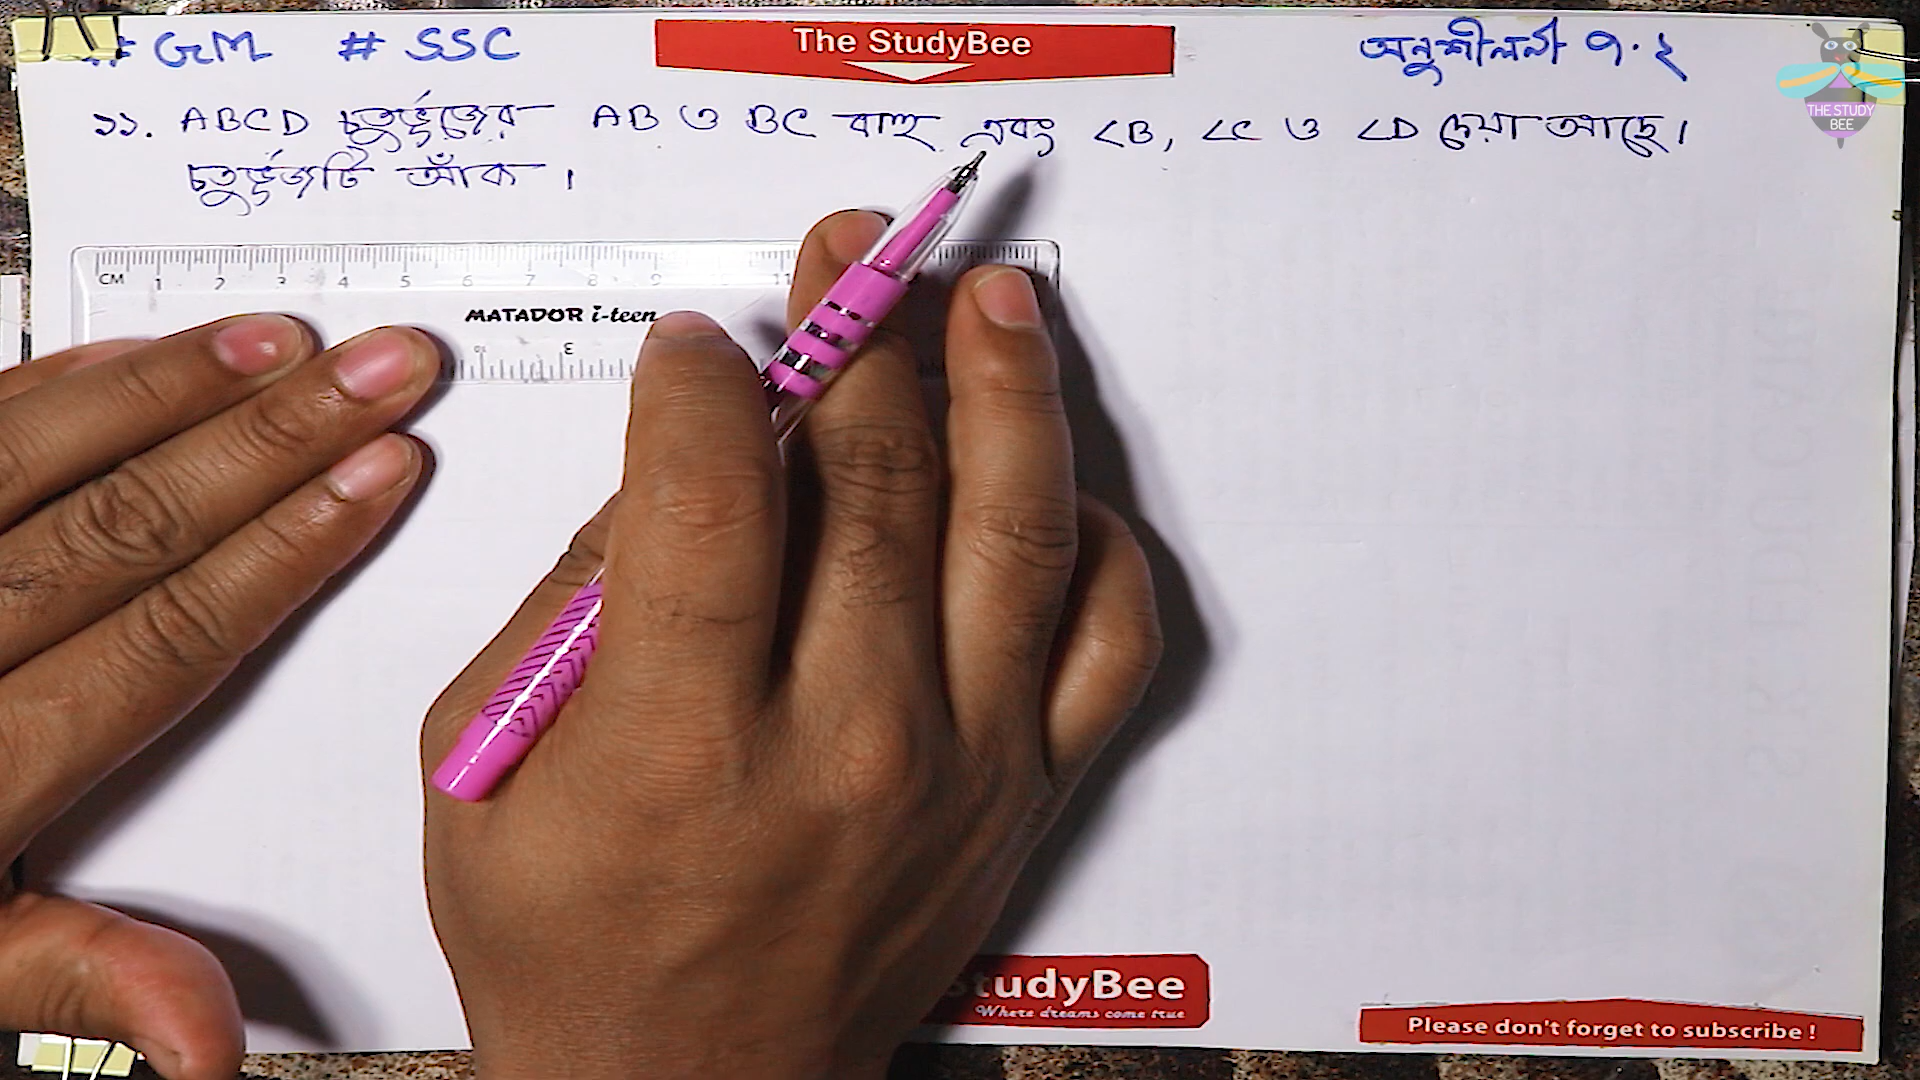 # GM # SSC
The StudyBee
অনুশীলনী ৭.২
THE STUDY
BEE
১১. ABCD চতুর্ভুজের AB ও BC বাহু এবং ∠B, ∠C ও ∠D দেয়া আছে।
চতুর্ভুজটি আঁক।
CM 1 2 3 4 5 6 7 8 9 11
MATADOR i-teen
3
StudyBee
Where dreams come true
Please don't forget to subscribe !